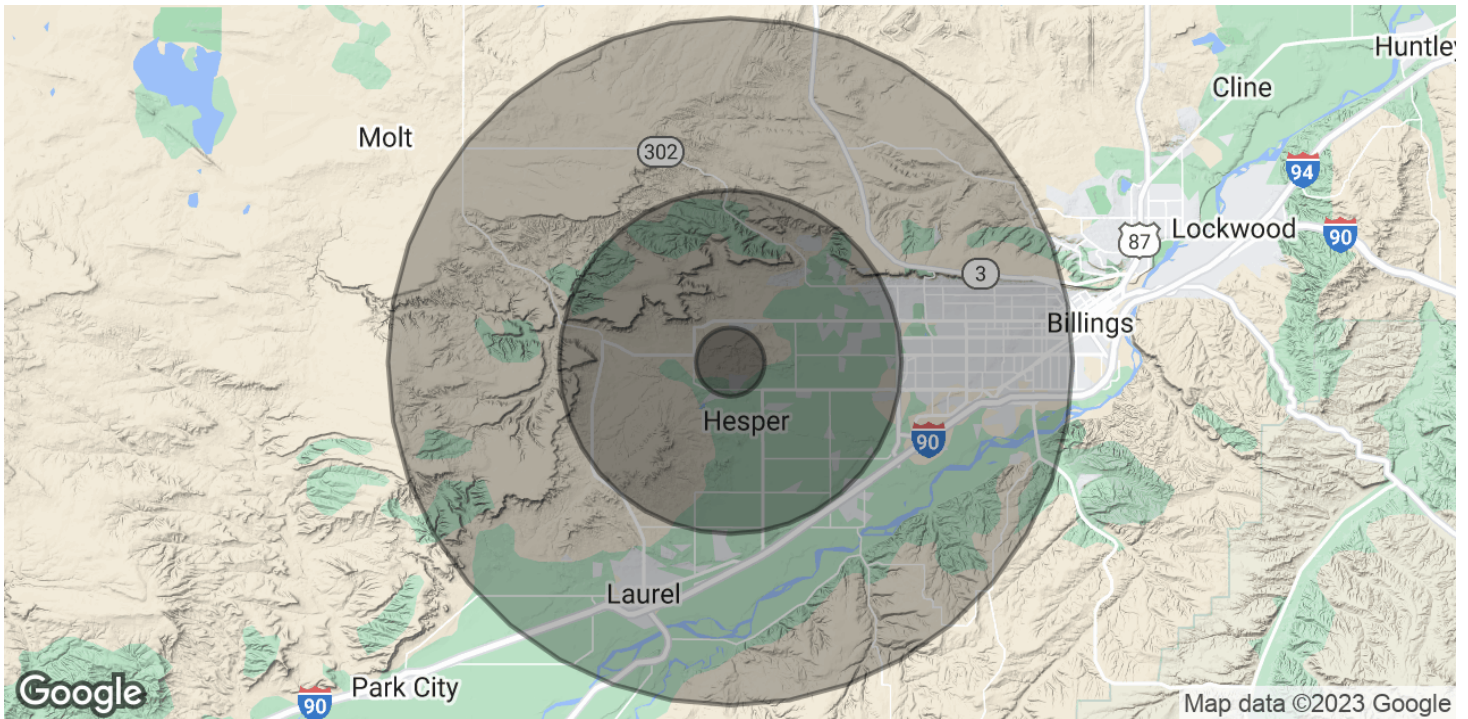 Huntley
Cline
Molt
302
94
87
Lockwood
90
3
Billings
Hesper
90
Laurel
Park City
90
Google
Map data ©2023 Google